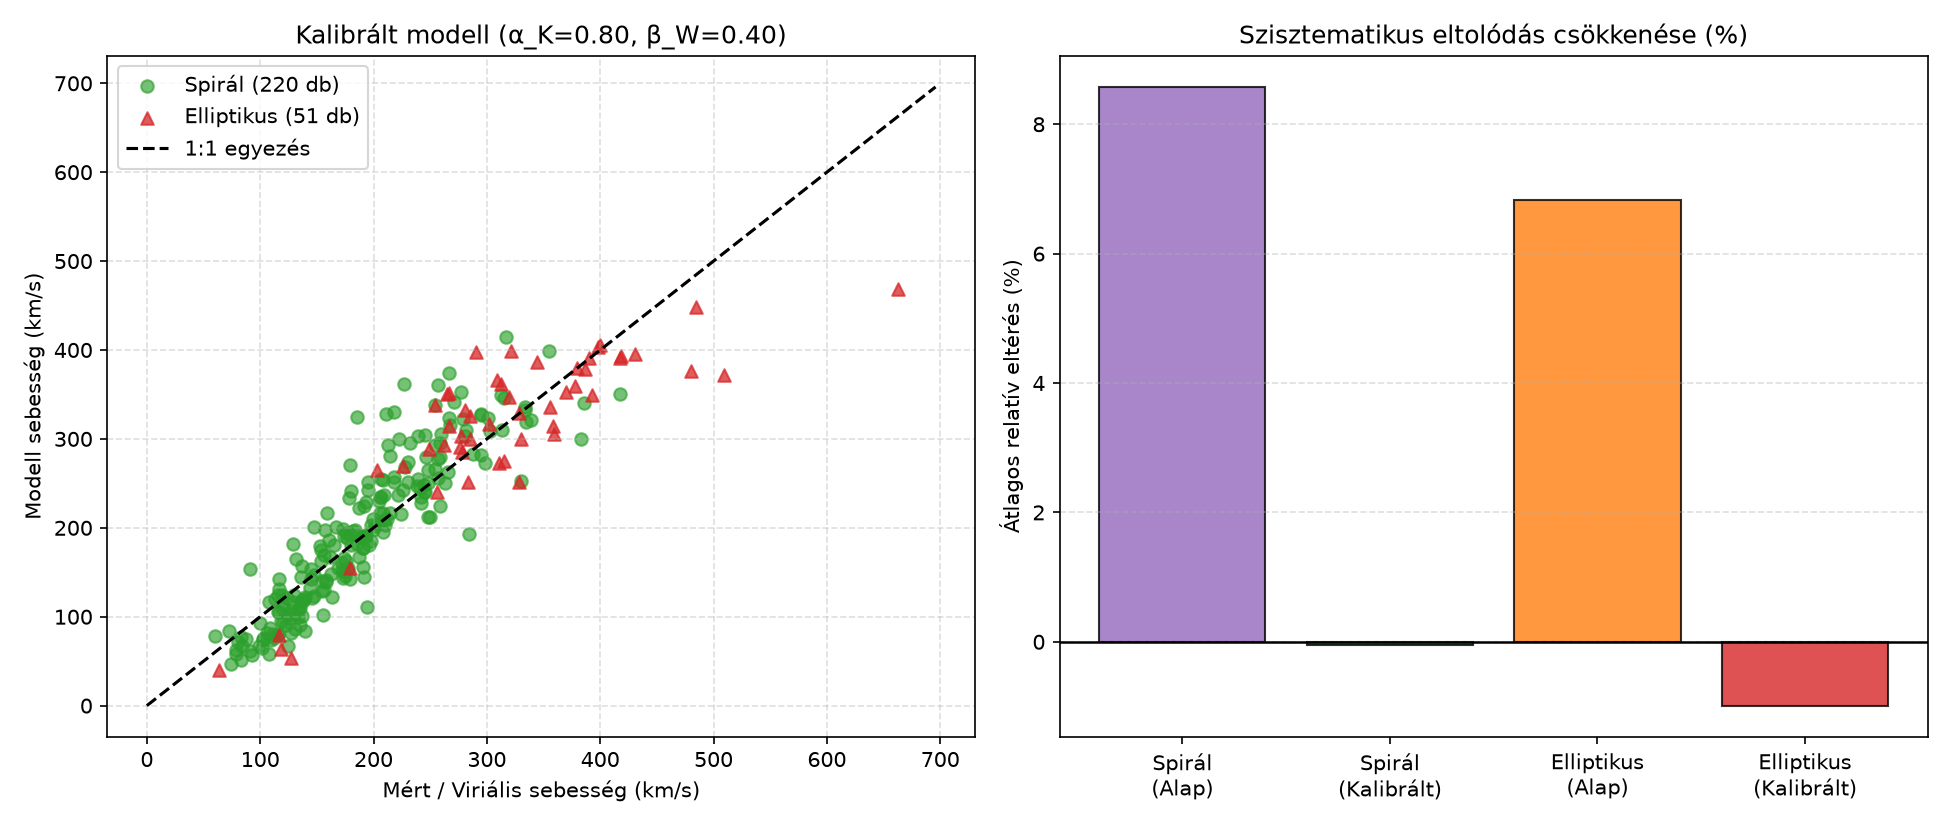 Kalibrált modell (α_K=0.80, β_W=0.40)
Spirál (220 db)
Elliptikus (51 db)
1:1 egyezés
700
600
500
400
300
200
100
0
Modell sebesség (km/s)
0 100 200 300 400 500 600 700
Mért / Viriális sebesség (km/s)
Szisztematikus eltolódás csökkenése (%)
8
6
4
2
0
Átlagos relatív eltérés (%)
Spirál
(Alap)
Spirál
(Kalibrált)
Elliptikus
(Alap)
Elliptikus
(Kalibrált)